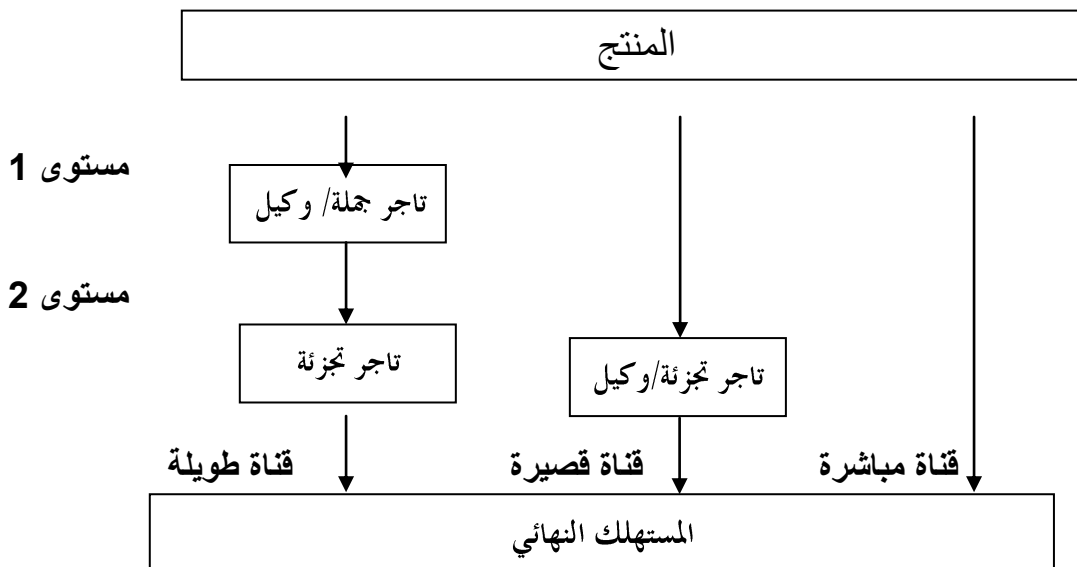 المنتج
مستوى 1
تاجر جملة/ وكيل
مستوى 2
تاجر تجزئة
تاجر تجزئة/وكيل
قناة مباشرة
قناة قصيرة
قناة طويلة
المستهلك النهائي